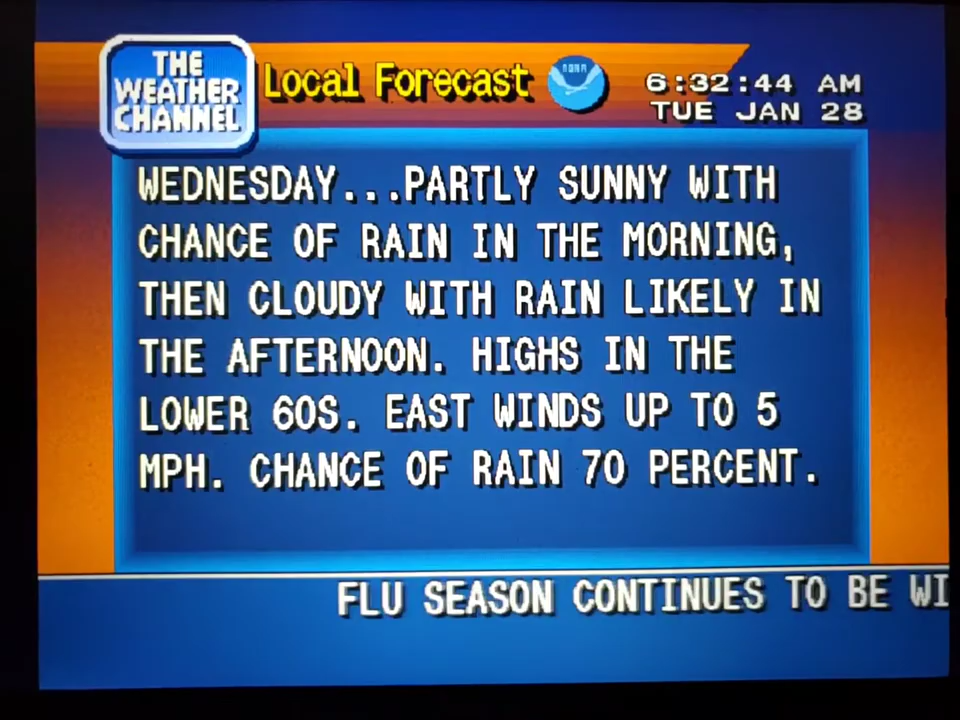 THE
WEATHER
CHANNEL
Local Forecast
NOAA
6:32:44 AM
TUE JAN 28
WEDNESDAY...PARTLY SUNNY WITH
CHANCE OF RAIN IN THE MORNING,
THEN CLOUDY WITH RAIN LIKELY IN
THE AFTERNOON. HIGHS IN THE
LOWER 60S. EAST WINDS UP TO 5
MPH. CHANCE OF RAIN 70 PERCENT.
FLU SEASON CONTINUES TO BE WI